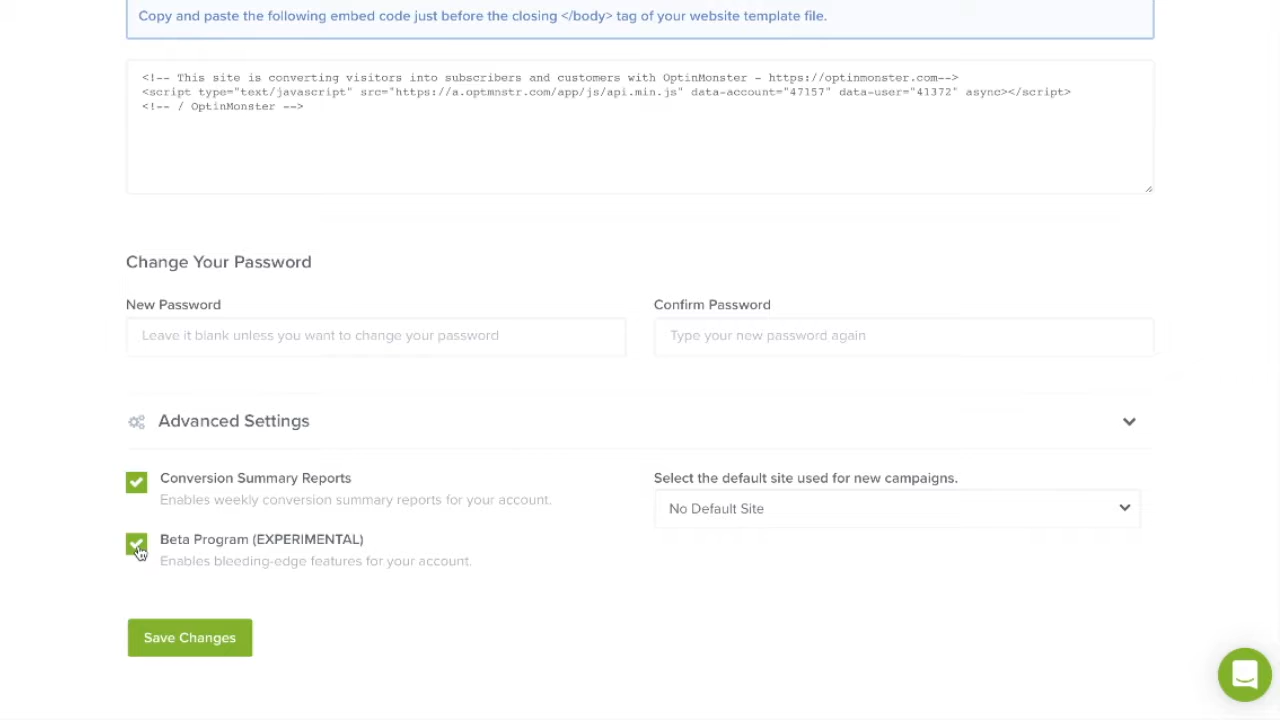 Copy and paste the following embed code just before the closing </body> tag of your website template file.
<!-- This site is converting visitors into subscribers and customers with OptinMonster - https://optinmonster.com-->
<script type="text/javascript" src="https://a.optmnstr.com/app/js/api.min.js" data-account="47157" data-user="41372" async></script>
<!-- / OptinMonster -->
Change Your Password
New Password
Confirm Password
Leave it blank unless you want to change your password
Type your new password again
Advanced Settings
Conversion Summary Reports
Enables weekly conversion summary reports for your account.
Select the default site used for new campaigns.
No Default Site
Beta Program (EXPERIMENTAL)
Enables bleeding-edge features for your account.
Save Changes